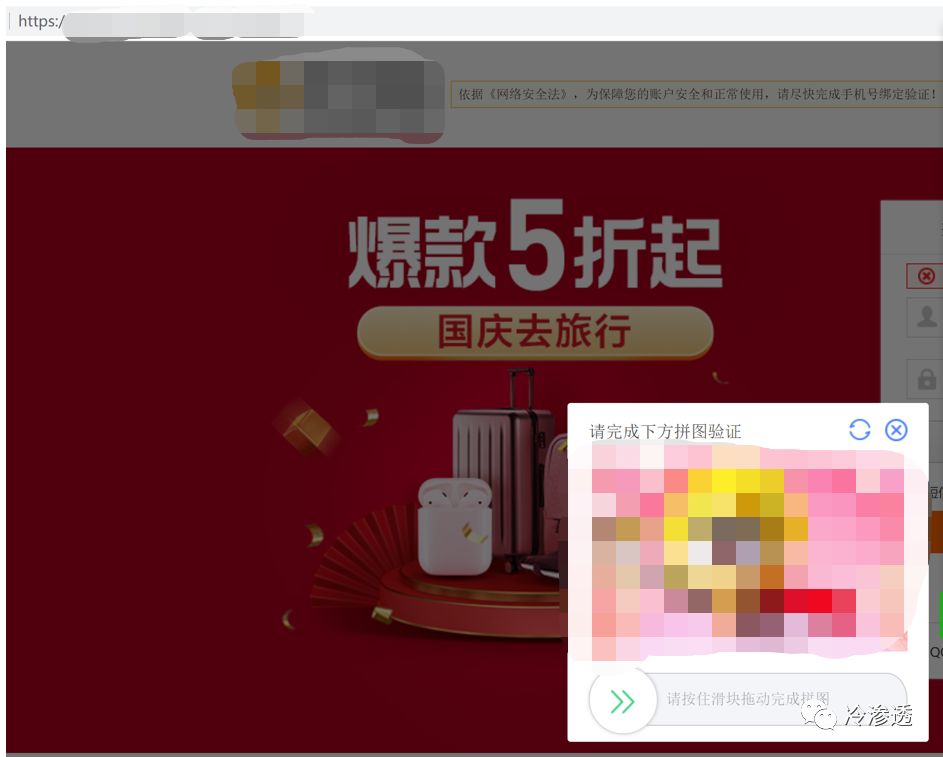 https:/
依据《网络安全法》，为保障您的账户安全和正常使用，请尽快完成手机号绑定验证！
爆款5折起
国庆去旅行
请完成下方拼图验证
请按住滑块拖动完成拼图
冷渗透